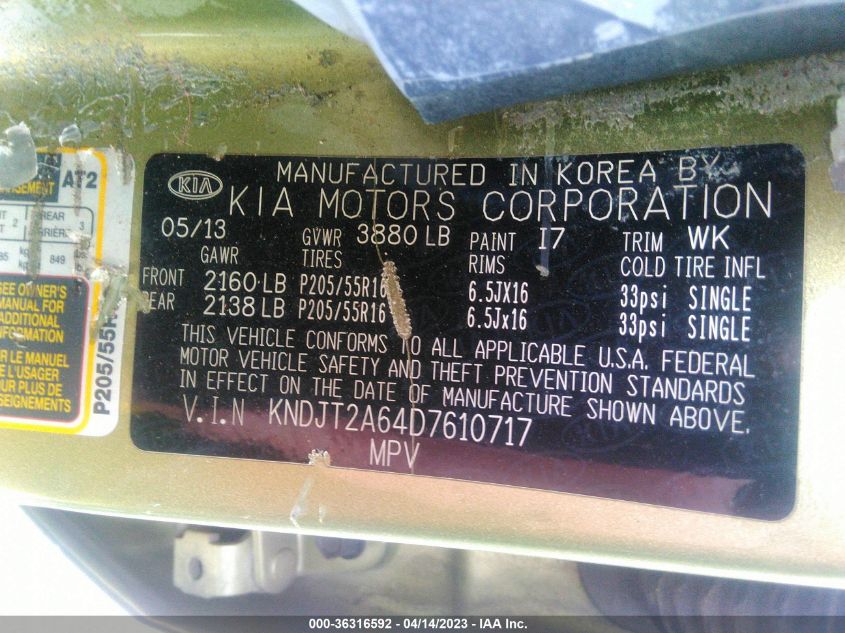 MANUFACTURED IN KOREA BY
KIA KIA MOTORS CORPORATION
05/13 GVWR 3880 LB PAINT I7 TRIM WK
GAWR TIRES RIMS COLD TIRE INFL
FRONT 2160 LB P205/55R16 6.5JX16 33psi SINGLE
REAR 2138 LB P205/55R16 6.5Jx16 33psi SINGLE
THIS VEHICLE CONFORMS TO ALL APPLICABLE U.S.A. FEDERAL
MOTOR VEHICLE SAFETY AND THEFT PREVENTION STANDARDS
IN EFFECT ON THE DATE OF MANUFACTURE SHOWN ABOVE.
V.I.N KNDJT2A64D7610717
MPV
AT2
REAR 3
849
SEE OWNER'S
MANUAL FOR
ADDITIONAL
INFORMATION
LE MANUEL
L'USAGER
POUR PLUS DE
P205/55R
000-36316592 - 04/14/2023 - IAA Inc.